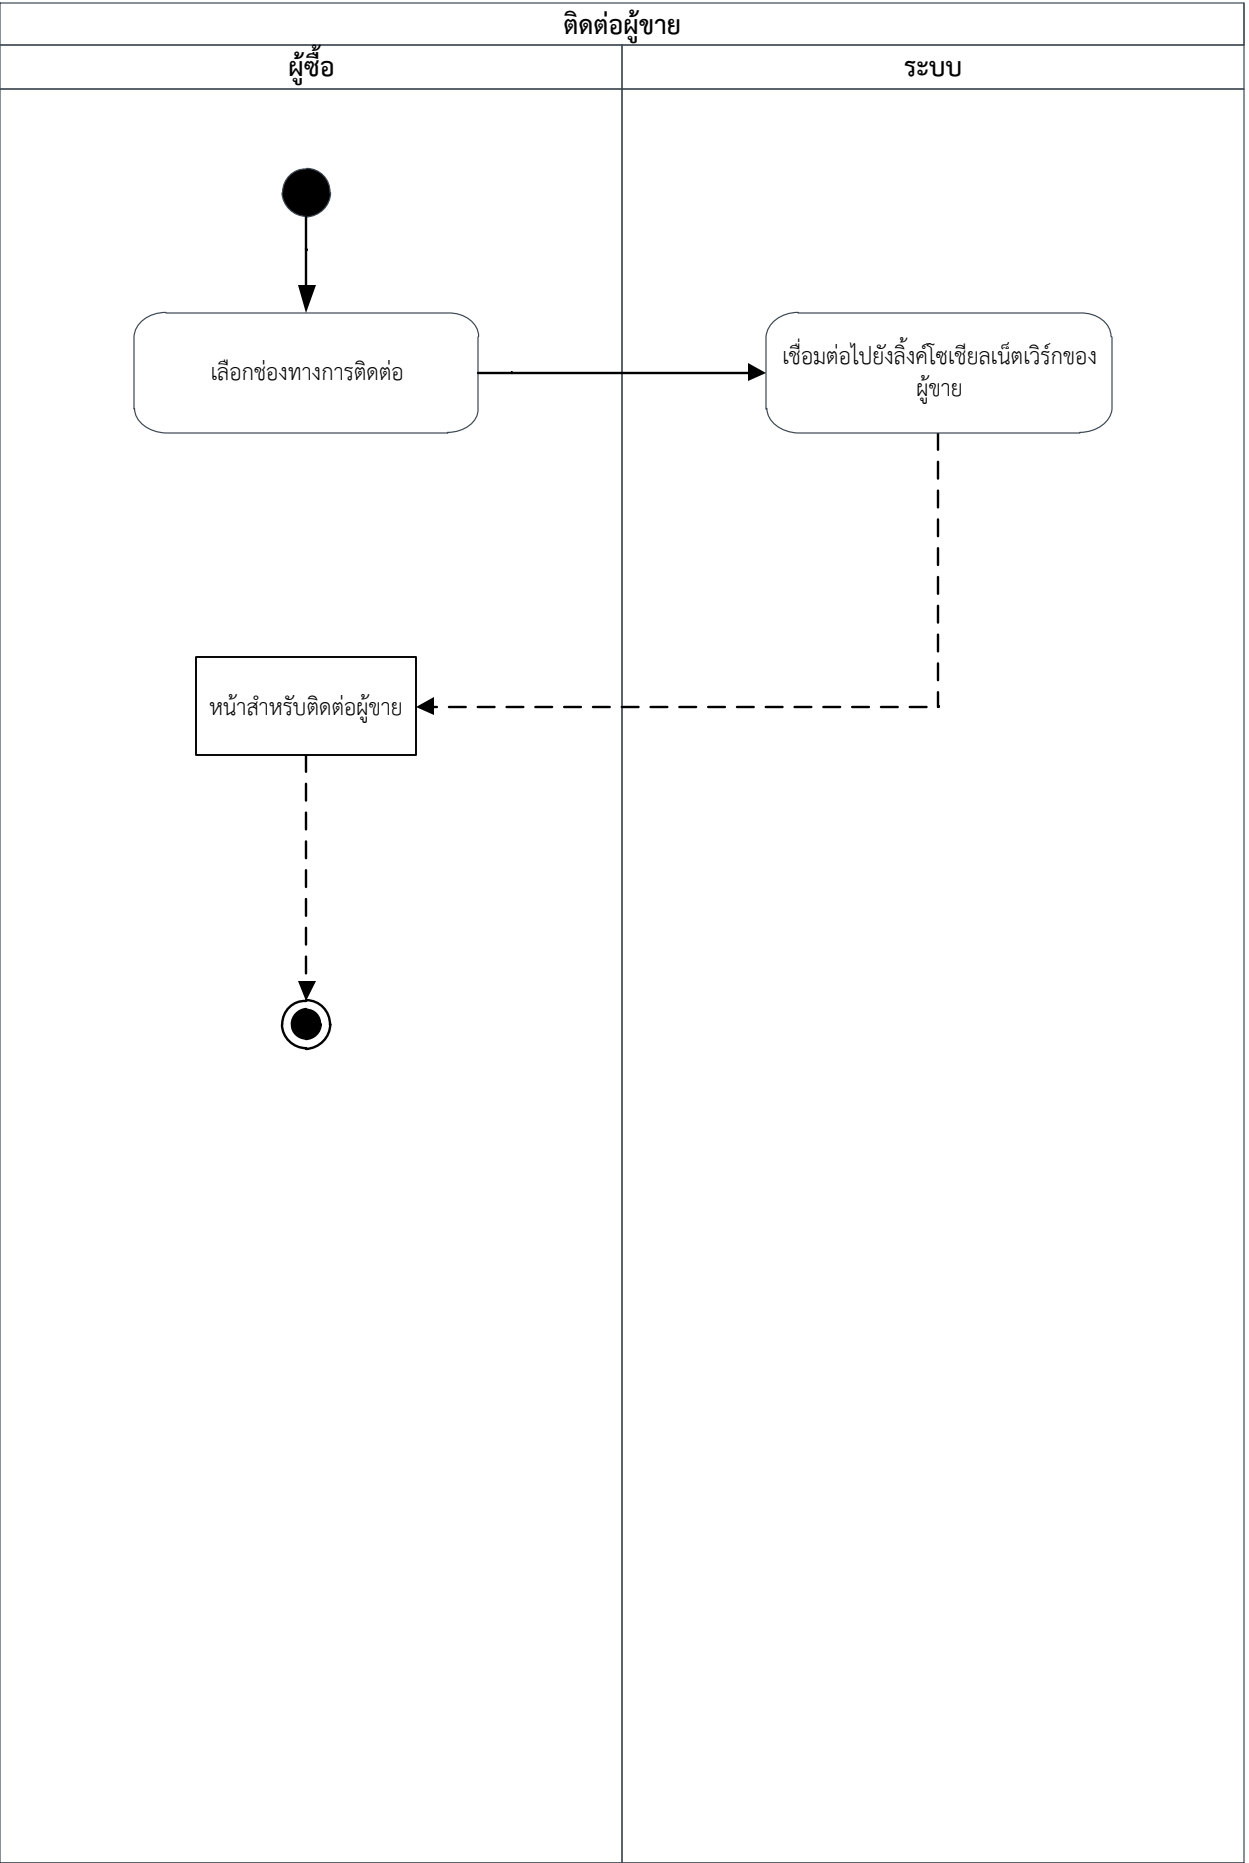 ติดต่อผู้ขาย
ผู้ซื้อ
ระบบ
เลือกช่องทางการติดต่อ
เชื่อมต่อไปยังลิ้งค์โซเชียลเน็ตเวิร์กของ
ผู้ขาย
หน้าสำหรับติดต่อผู้ขาย